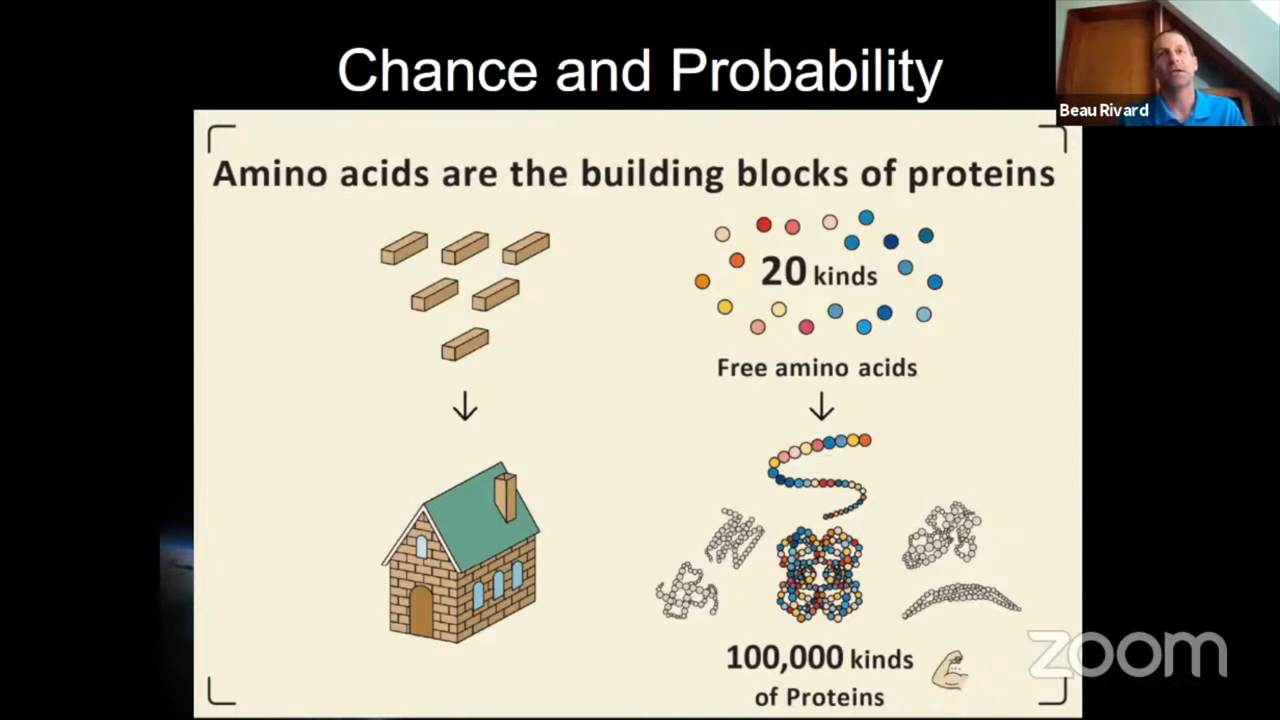 Chance and Probability
Beau Rivard
Amino acids are the building blocks of proteins
20 kinds
Free amino acids
100,000 kinds
of Proteins
zoom